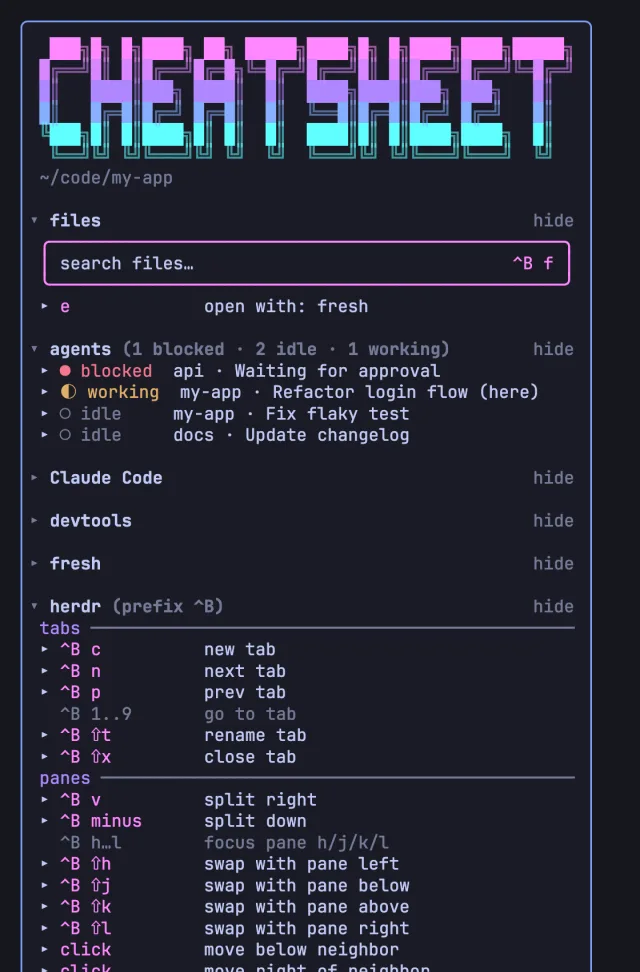 CHEATSHEET
~/code/my-app
▾ files hide
search files… ^B f
▸ e open with: fresh
▾ agents (1 blocked · 2 idle · 1 working) hide
▸ ● blocked api · Waiting for approval
▸ ◐ working my-app · Refactor login flow (here)
▸ ○ idle my-app · Fix flaky test
▸ ○ idle docs · Update changelog
▸ Claude Code hide
▸ devtools hide
▸ fresh hide
▾ herdr (prefix ^B) hide
tabs
▸ ^B c new tab
▸ ^B n next tab
▸ ^B p prev tab
^B 1..9 go to tab
▸ ^B ⇧t rename tab
▸ ^B ⇧x close tab
panes
▸ ^B v split right
▸ ^B minus split down
^B h…l focus pane h/j/k/l
▸ ^B ⇧h swap with pane left
▸ ^B ⇧j swap with pane below
▸ ^B ⇧k swap with pane above
▸ ^B ⇧l swap with pane right
▸ click move below neighbor
▸ click move right of neighbor